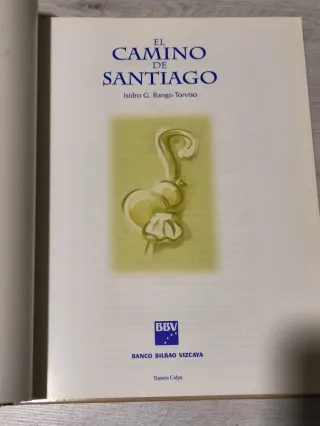 EL
CAMINO
DE
SANTIAGO
Isidro G. Bango Torviso
BBV
BANCO BILBAO VIZCAYA
Espasa Calpe